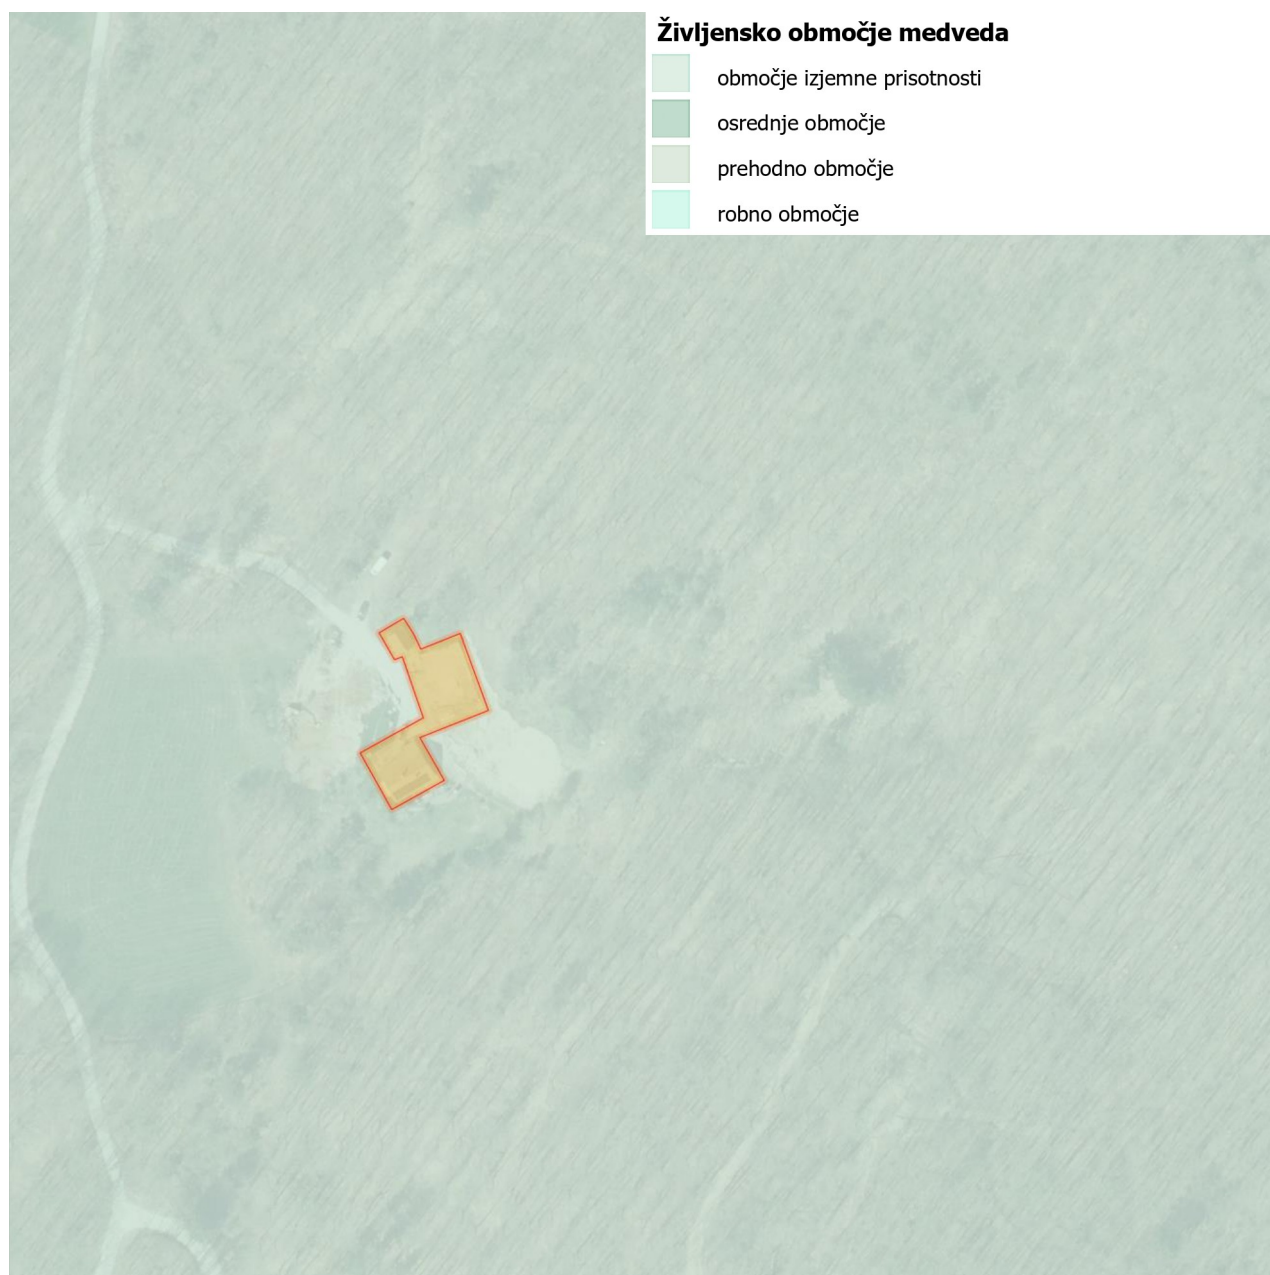 Življensko območje medveda
območje izjemne prisotnosti
osrednje območje
prehodno območje
robno območje